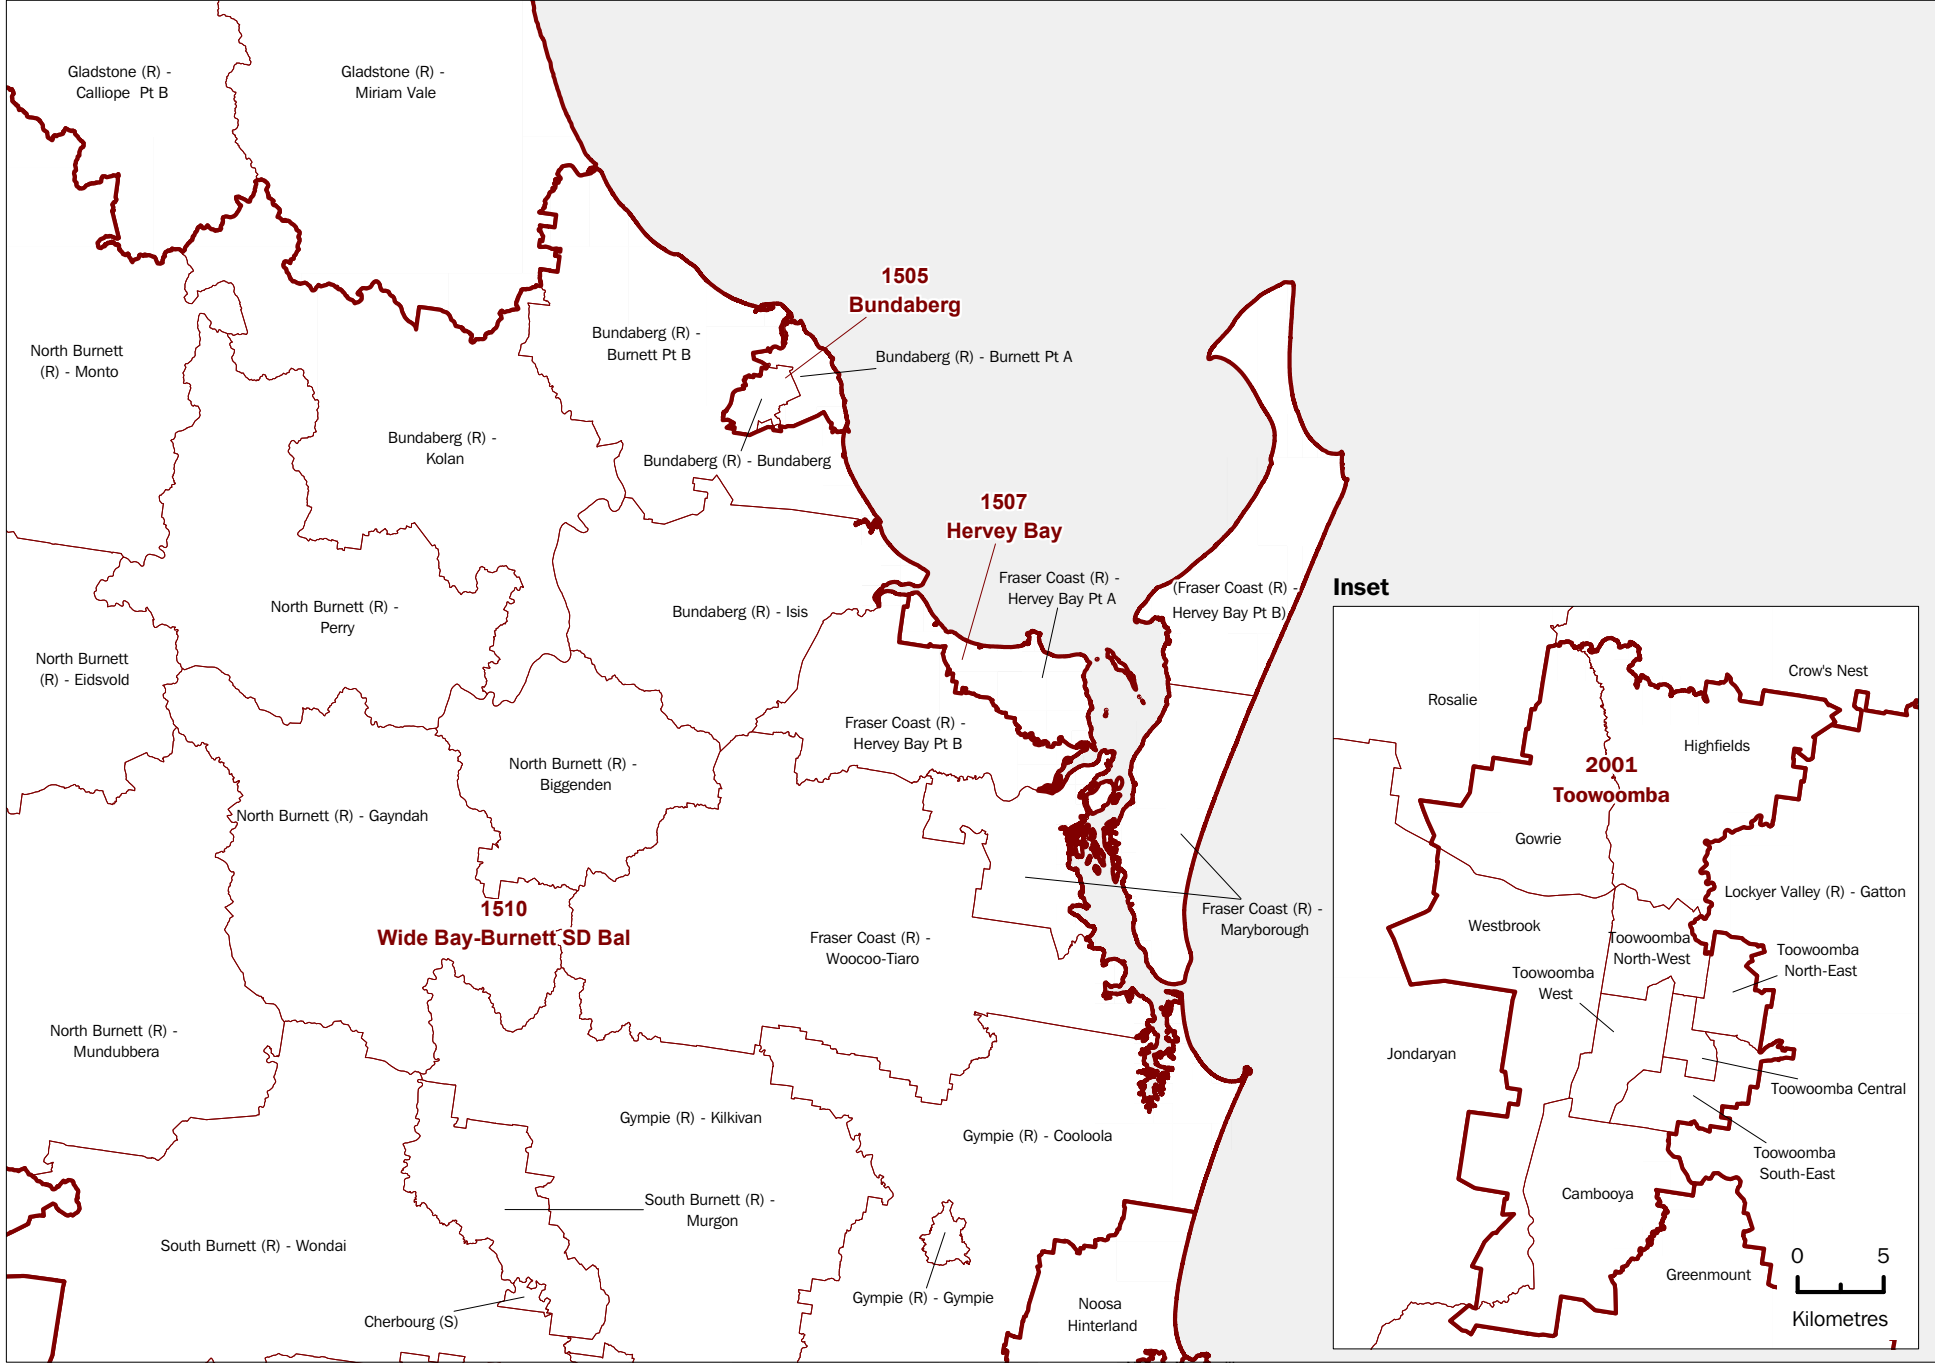 Gladstone (R) -
Calliope  Pt B
Gladstone (R) -
Miriam Vale
1505
Bundaberg
Bundaberg (R) -
Burnett Pt B
North Burnett
(R) - Monto
Bundaberg (R) - Burnett Pt A
Bundaberg (R) -
Kolan
Bundaberg (R) - Bundaberg
1507
Hervey Bay
Fraser Coast (R) -
Hervey Bay Pt A
(Fraser Coast (R) -
Hervey Bay Pt B)
North Burnett (R) -
Perry
Bundaberg (R) - Isis
North Burnett
(R) - Eidsvold
Fraser Coast (R) -
Hervey Bay Pt B
North Burnett (R) -
Biggenden
North Burnett (R) - Gayndah
1510
Wide Bay-Burnett SD Bal
Fraser Coast (R) -
Maryborough
Fraser Coast (R) -
Woocoo-Tiaro
North Burnett (R) -
Mundubbera
Gympie (R) - Kilkivan
Gympie (R) - Cooloola
South Burnett (R) -
Murgon
South Burnett (R) - Wondai
Gympie (R) - Gympie
Cherbourg (S)
Noosa
Hinterland
Inset
Crow's Nest
Rosalie
Highfields
2001
Toowoomba
Gowrie
Lockyer Valley (R) - Gatton
Westbrook
Toowoomba
North-West
Toowoomba
North-East
Toowoomba
West
Jondaryan
Toowoomba Central
Toowoomba
South-East
Cambooya
Greenmount
0 5
Kilometres